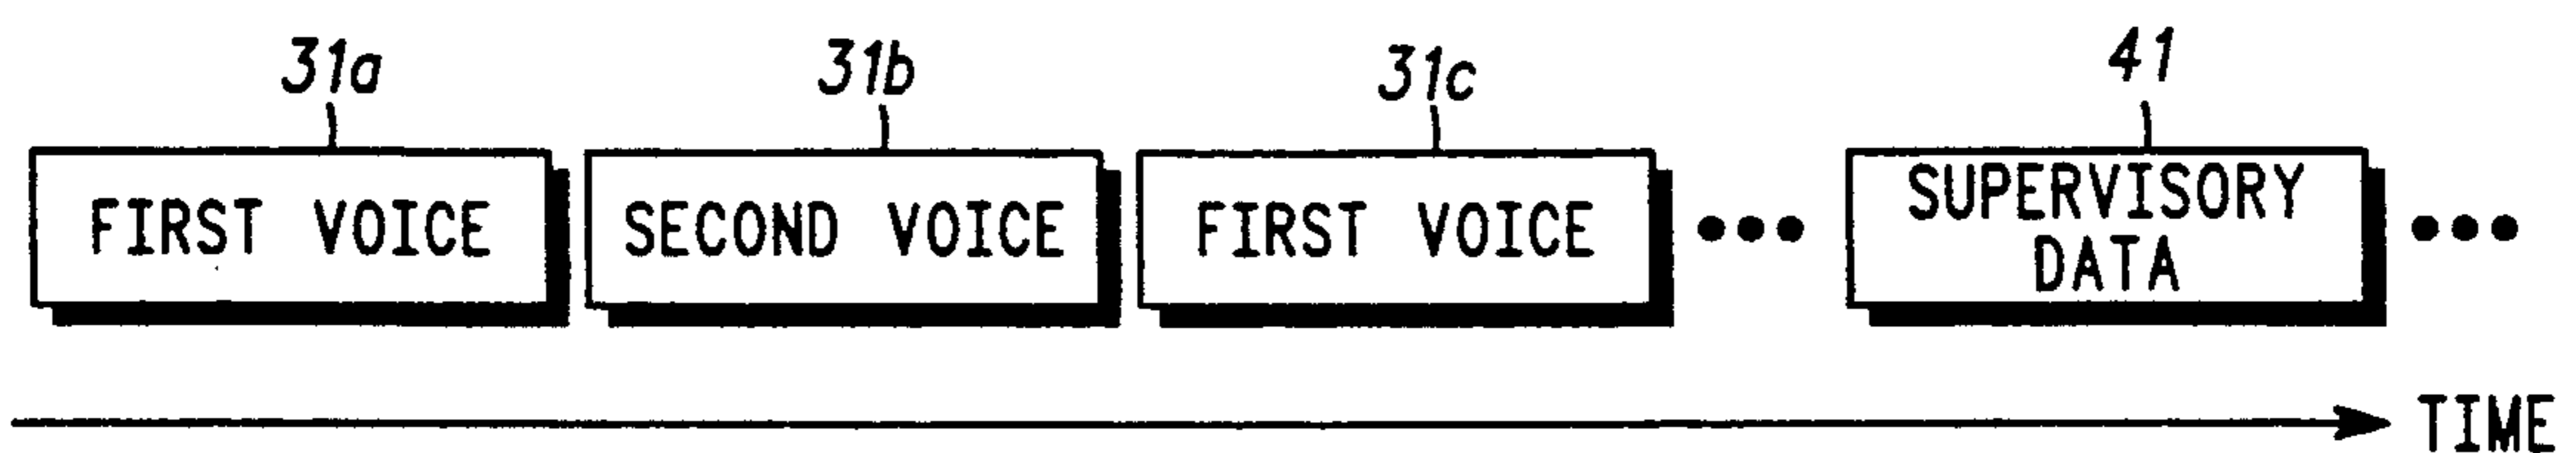 31a
31b
31c
41
FIRST VOICE
SECOND VOICE
FIRST VOICE
•••
SUPERVISORY
DATA
•••
TIME